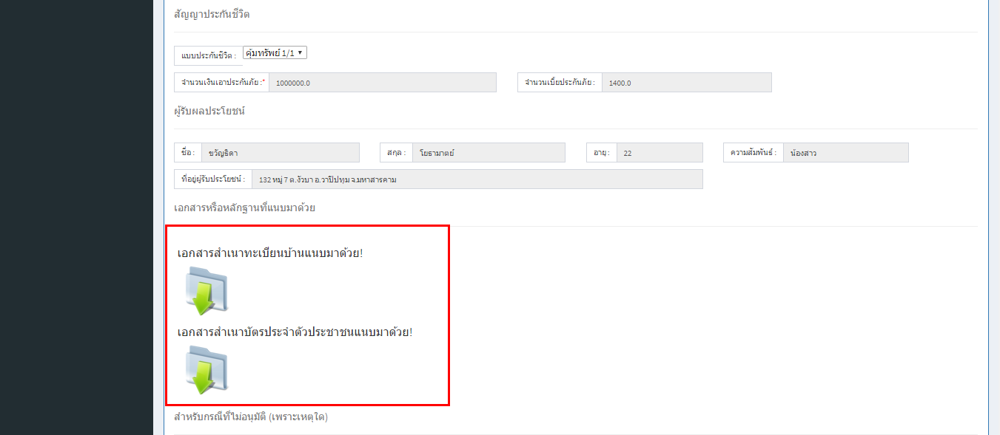 สัญญาประกันชีวิต
แบบประกันชีวิต : คุ้มทรัพย์ 1/1
จำนวนเงินเอาประกันภัย :* 1000000.0 จำนวนเบี้ยประกันภัย : 1400.0
ผู้รับผลประโยชน์
ชื่อ : ขวัญธิดา สกุล : โยธามาตย์ อายุ : 22 ความสัมพันธ์ : น้องสาว
ที่อยู่ผู้รับประโยชน์ : 132 หมู่ 7 ต.งัวบา อ.วาปีปทุม จ.มหาสารคาม
เอกสารหรือหลักฐานที่แนบมาด้วย
เอกสารสำเนาทะเบียนบ้านแนบมาด้วย!
เอกสารสำเนาบัตรประจำตัวประชาชนแนบมาด้วย!
สำหรับกรณีที่ไม่อนุมัติ (เพราะเหตุใด)